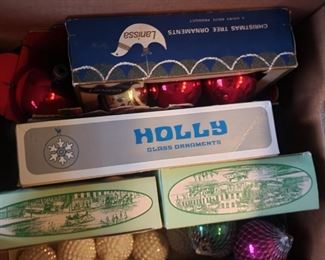 CHRISTMAS TREE ORNAMENTS
Lanissa
HOLLY
GLASS ORNAMENTS